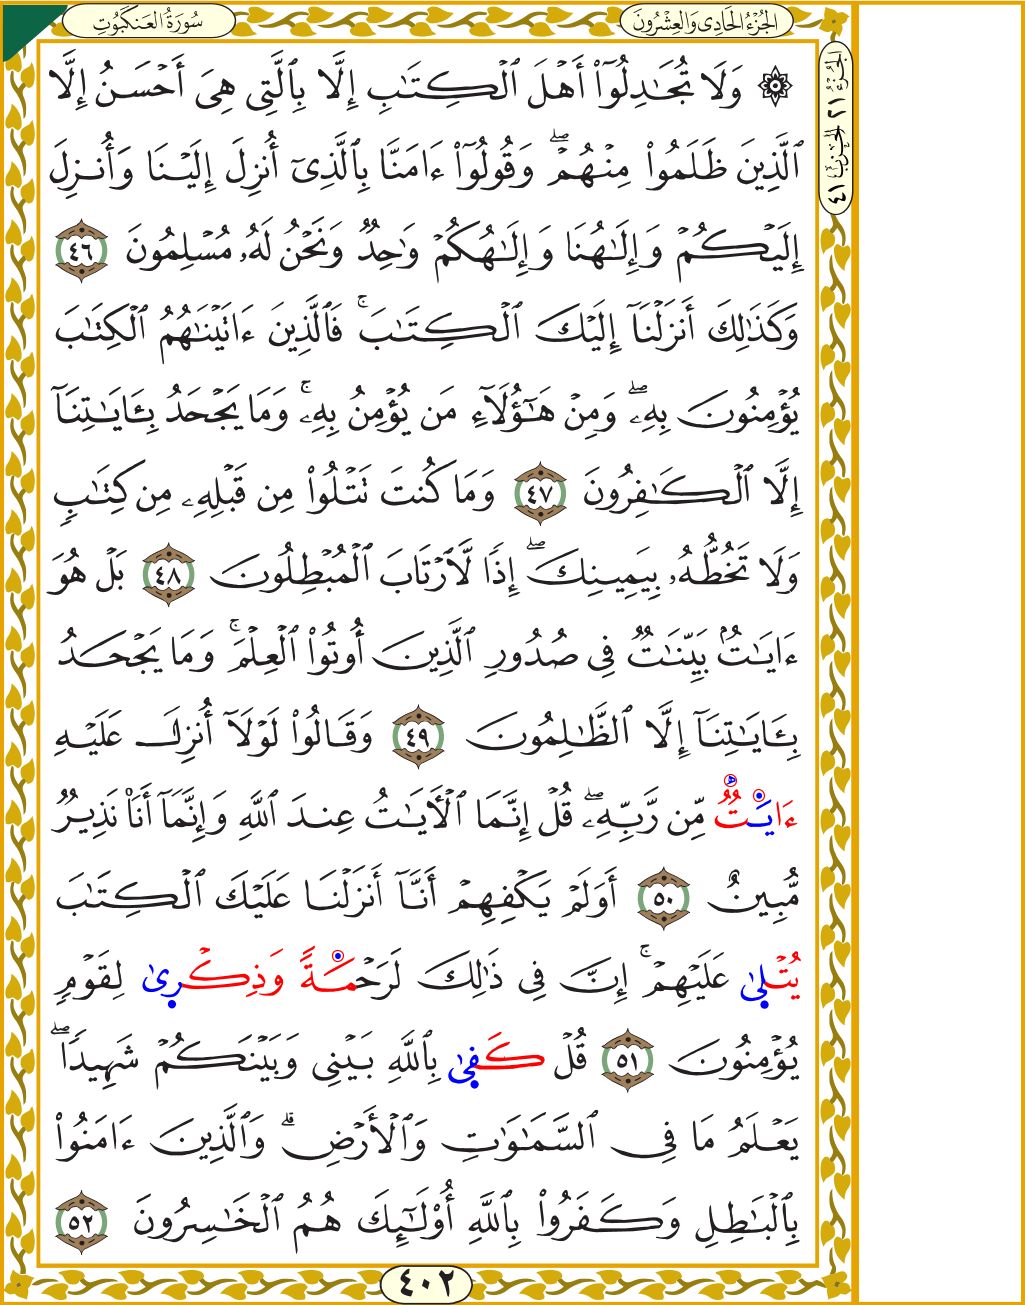 سُورَةُ العَنكَبُوتِ
الجُزْءُ الحَادِى وَالعِشْرُونَ
الجُزْءُ ٢١ الحِزْبُ ٤١
۞ وَلَا تُجَٰدِلُوٓا۟ أَهْلَ ٱلْكِتَٰبِ إِلَّا بِٱلَّتِى هِىَ أَحْسَنُ إِلَّا
ٱلَّذِينَ ظَلَمُوا۟ مِنْهُمْ ۖ وَقُولُوٓا۟ ءَامَنَّا بِٱلَّذِىٓ أُنزِلَ إِلَيْنَا وَأُنزِلَ
إِلَيْكُمْ وَإِلَٰهُنَا وَإِلَٰهُكُمْ وَٰحِدٌ وَنَحْنُ لَهُۥ مُسْلِمُونَ ٤٦
وَكَذَٰلِكَ أَنزَلْنَآ إِلَيْكَ ٱلْكِتَٰبَ ۚ فَٱلَّذِينَ ءَاتَيْنَٰهُمُ ٱلْكِتَٰبَ
يُؤْمِنُونَ بِهِۦ ۖ وَمِنْ هَٰٓؤُلَآءِ مَن يُؤْمِنُ بِهِۦ ۚ وَمَا يَجْحَدُ بِـَٔايَٰتِنَآ
إِلَّا ٱلْكَٰفِرُونَ ٤٧ وَمَا كُنتَ تَتْلُوا۟ مِن قَبْلِهِۦ مِن كِتَٰبٍ
وَلَا تَخُطُّهُۥ بِيَمِينِكَ ۖ إِذًا لَّٱرْتَابَ ٱلْمُبْطِلُونَ ٤٨ بَلْ هُوَ
ءَايَٰتٌۢ بَيِّنَٰتٌ فِى صُدُورِ ٱلَّذِينَ أُوتُوا۟ ٱلْعِلْمَ ۚ وَمَا يَجْحَدُ
بِـَٔايَٰتِنَآ إِلَّا ٱلظَّٰلِمُونَ ٤٩ وَقَالُوا۟ لَوْلَآ أُنزِلَ عَلَيْهِ
ءَايَٰتٌ مِّن رَّبِّهِۦ ۖ قُلْ إِنَّمَا ٱلْـَٔايَٰتُ عِندَ ٱللَّهِ وَإِنَّمَآ أَنَا۠ نَذِيرٌ
مُّبِينٌ ٥٠ أَوَلَمْ يَكْفِهِمْ أَنَّآ أَنزَلْنَا عَلَيْكَ ٱلْكِتَٰبَ
يُتْلَىٰ عَلَيْهِمْ ۚ إِنَّ فِى ذَٰلِكَ لَرَحْمَةً وَذِكْرَىٰ لِقَوْمٍ
يُؤْمِنُونَ ٥١ قُلْ كَفَىٰ بِٱللَّهِ بَيْنِى وَبَيْنَكُمْ شَهِيدًا ۖ
يَعْلَمُ مَا فِى ٱلسَّمَٰوَٰتِ وَٱلْأَرْضِ ۗ وَٱلَّذِينَ ءَامَنُوا۟
بِٱلْبَٰطِلِ وَكَفَرُوا۟ بِٱللَّهِ أُو۟لَٰٓئِكَ هُمُ ٱلْخَٰسِرُونَ ٥٢
٤٠٢